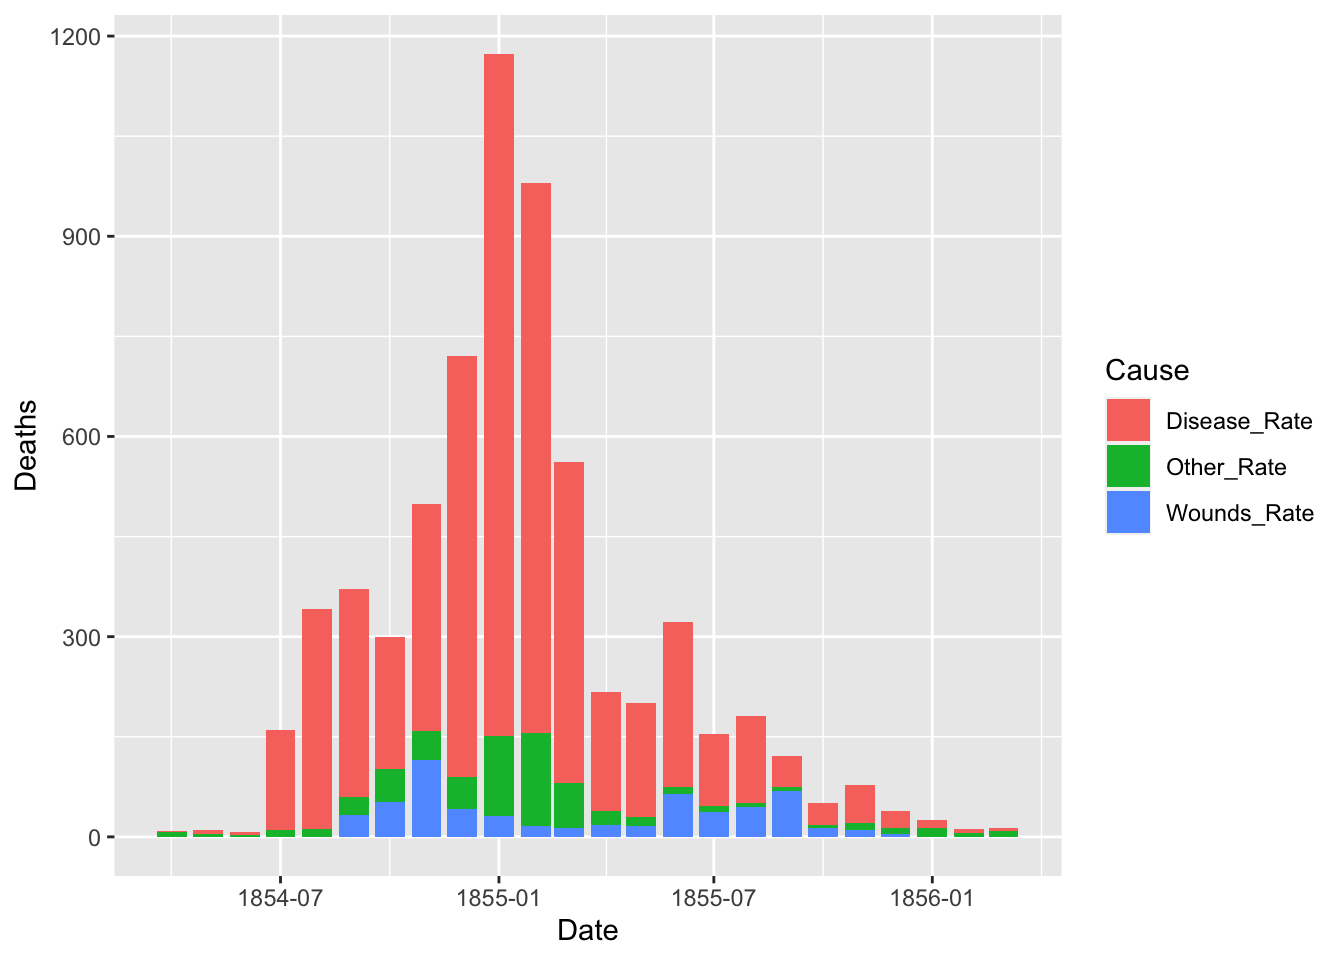 1200
900
600
300
0
Deaths
1854-07
1855-01
1855-07
1856-01
Date
Cause
Disease_Rate
Other_Rate
Wounds_Rate